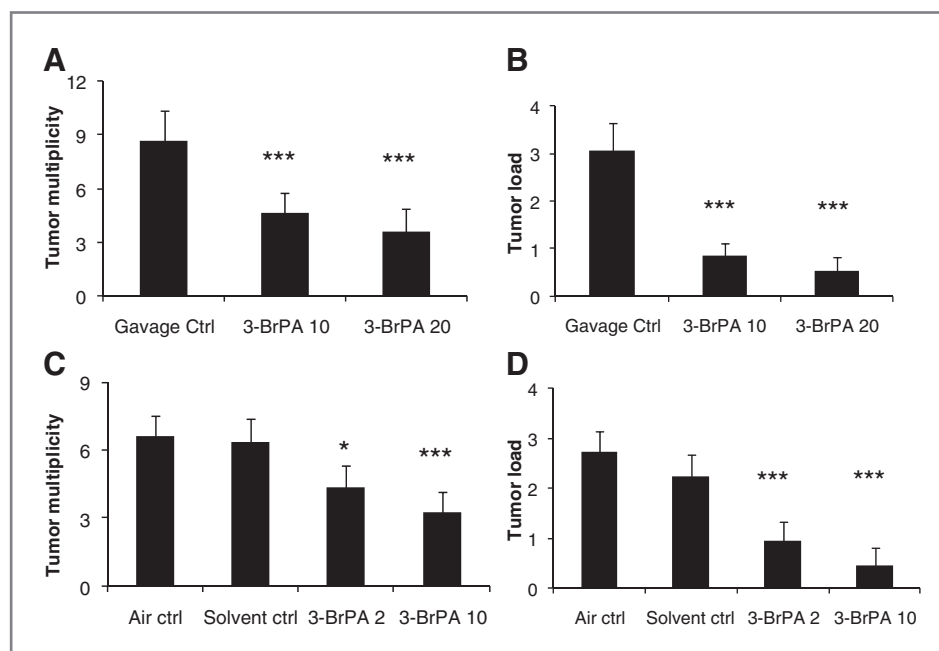 A
Tumor multiplicity
12
9
6
3
0
***
***
Gavage Ctrl
3-BrPA 10
3-BrPA 20
B
Tumor load
4
3
2
1
0
***
***
Gavage Ctrl
3-BrPA 10
3-BrPA 20
C
Tumor multiplicity
9
6
3
0
*
***
Air ctrl
Solvent ctrl
3-BrPA 2
3-BrPA 10
D
Tumor load
4
3
2
1
0
***
***
Air ctrl
Solvent ctrl
3-BrPA 2
3-BrPA 10